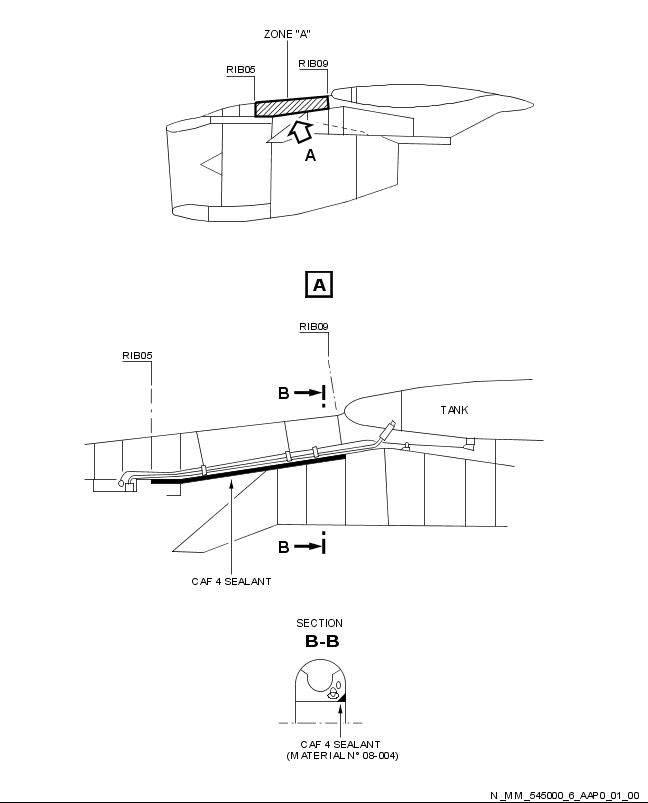 ZONE "A"
RIB05
RIB09
A
A
RIB09
RIB05
B
TANK
B
CAF 4 SEALANT
SECTION
B-B
CAF 4 SEALANT
(MATERIAL N° 08-004)
N_MM_545000_6_AAP0_01_00